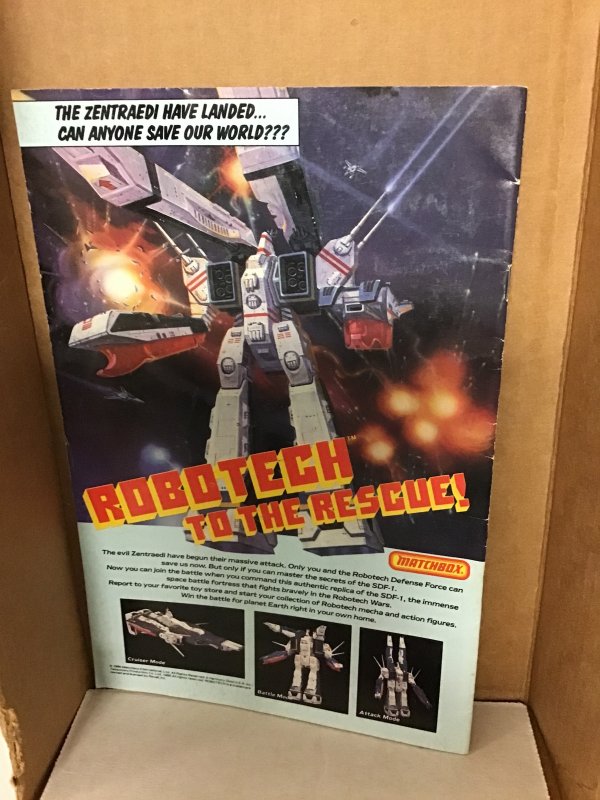 THE ZENTRAEDI HAVE LANDED...
CAN ANYONE SAVE OUR WORLD???
ROBOTECH™
TO THE RESCUE!
MATCHBOX
The evil Zentraedi have begun their massive attack. Only you and the Robotech Defense Force can
save us now. But only if you can master the secrets of the SDF-1.
Now you can join the battle when you command this authentic replica of the SDF-1, the immense
space battle fortress that fights bravely in the Robotech Wars.
Report to your favorite toy store and start your collection of Robotech mecha and action figures.
Win the battle for planet Earth right in your own home.
Cruiser Mode
Battle Mode
Attack Mode